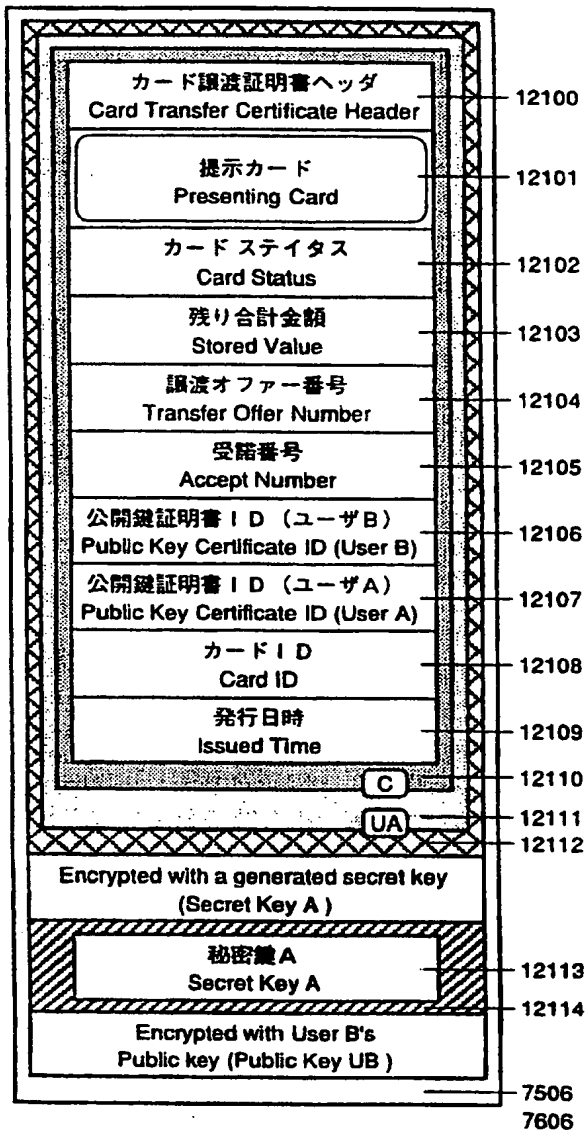 カード譲渡証明書ヘッダ
Card Transfer Certificate Header
12100
提示カード
Presenting Card
12101
カード ステイタス
Card Status
12102
残り合計金額
Stored Value
12103
譲渡オファー番号
Transfer Offer Number
12104
受諾番号
Accept Number
12105
公開鍵証明書ID(ユーザB)
Public Key Certificate ID (User B)
12106
公開鍵証明書ID(ユーザA)
Public Key Certificate ID (User A)
12107
カードID
Card ID
12108
発行日時
Issued Time
12109
C
12110
UA
12111
12112
Encrypted with a generated secret key
(Secret Key A )
秘密鍵A
Secret Key A
12113
12114
Encrypted with User B's
Public key (Public Key UB )
7506
7606